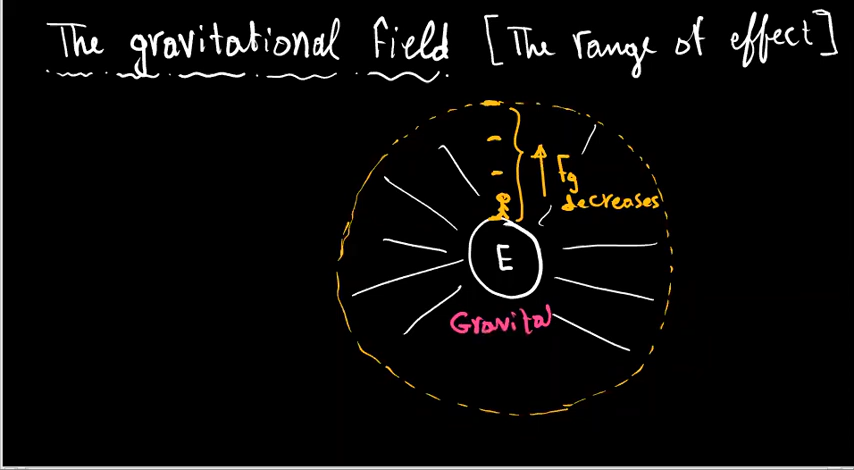 The gravitational Field [The range of effect]
Fg
decreases
E
Gravital